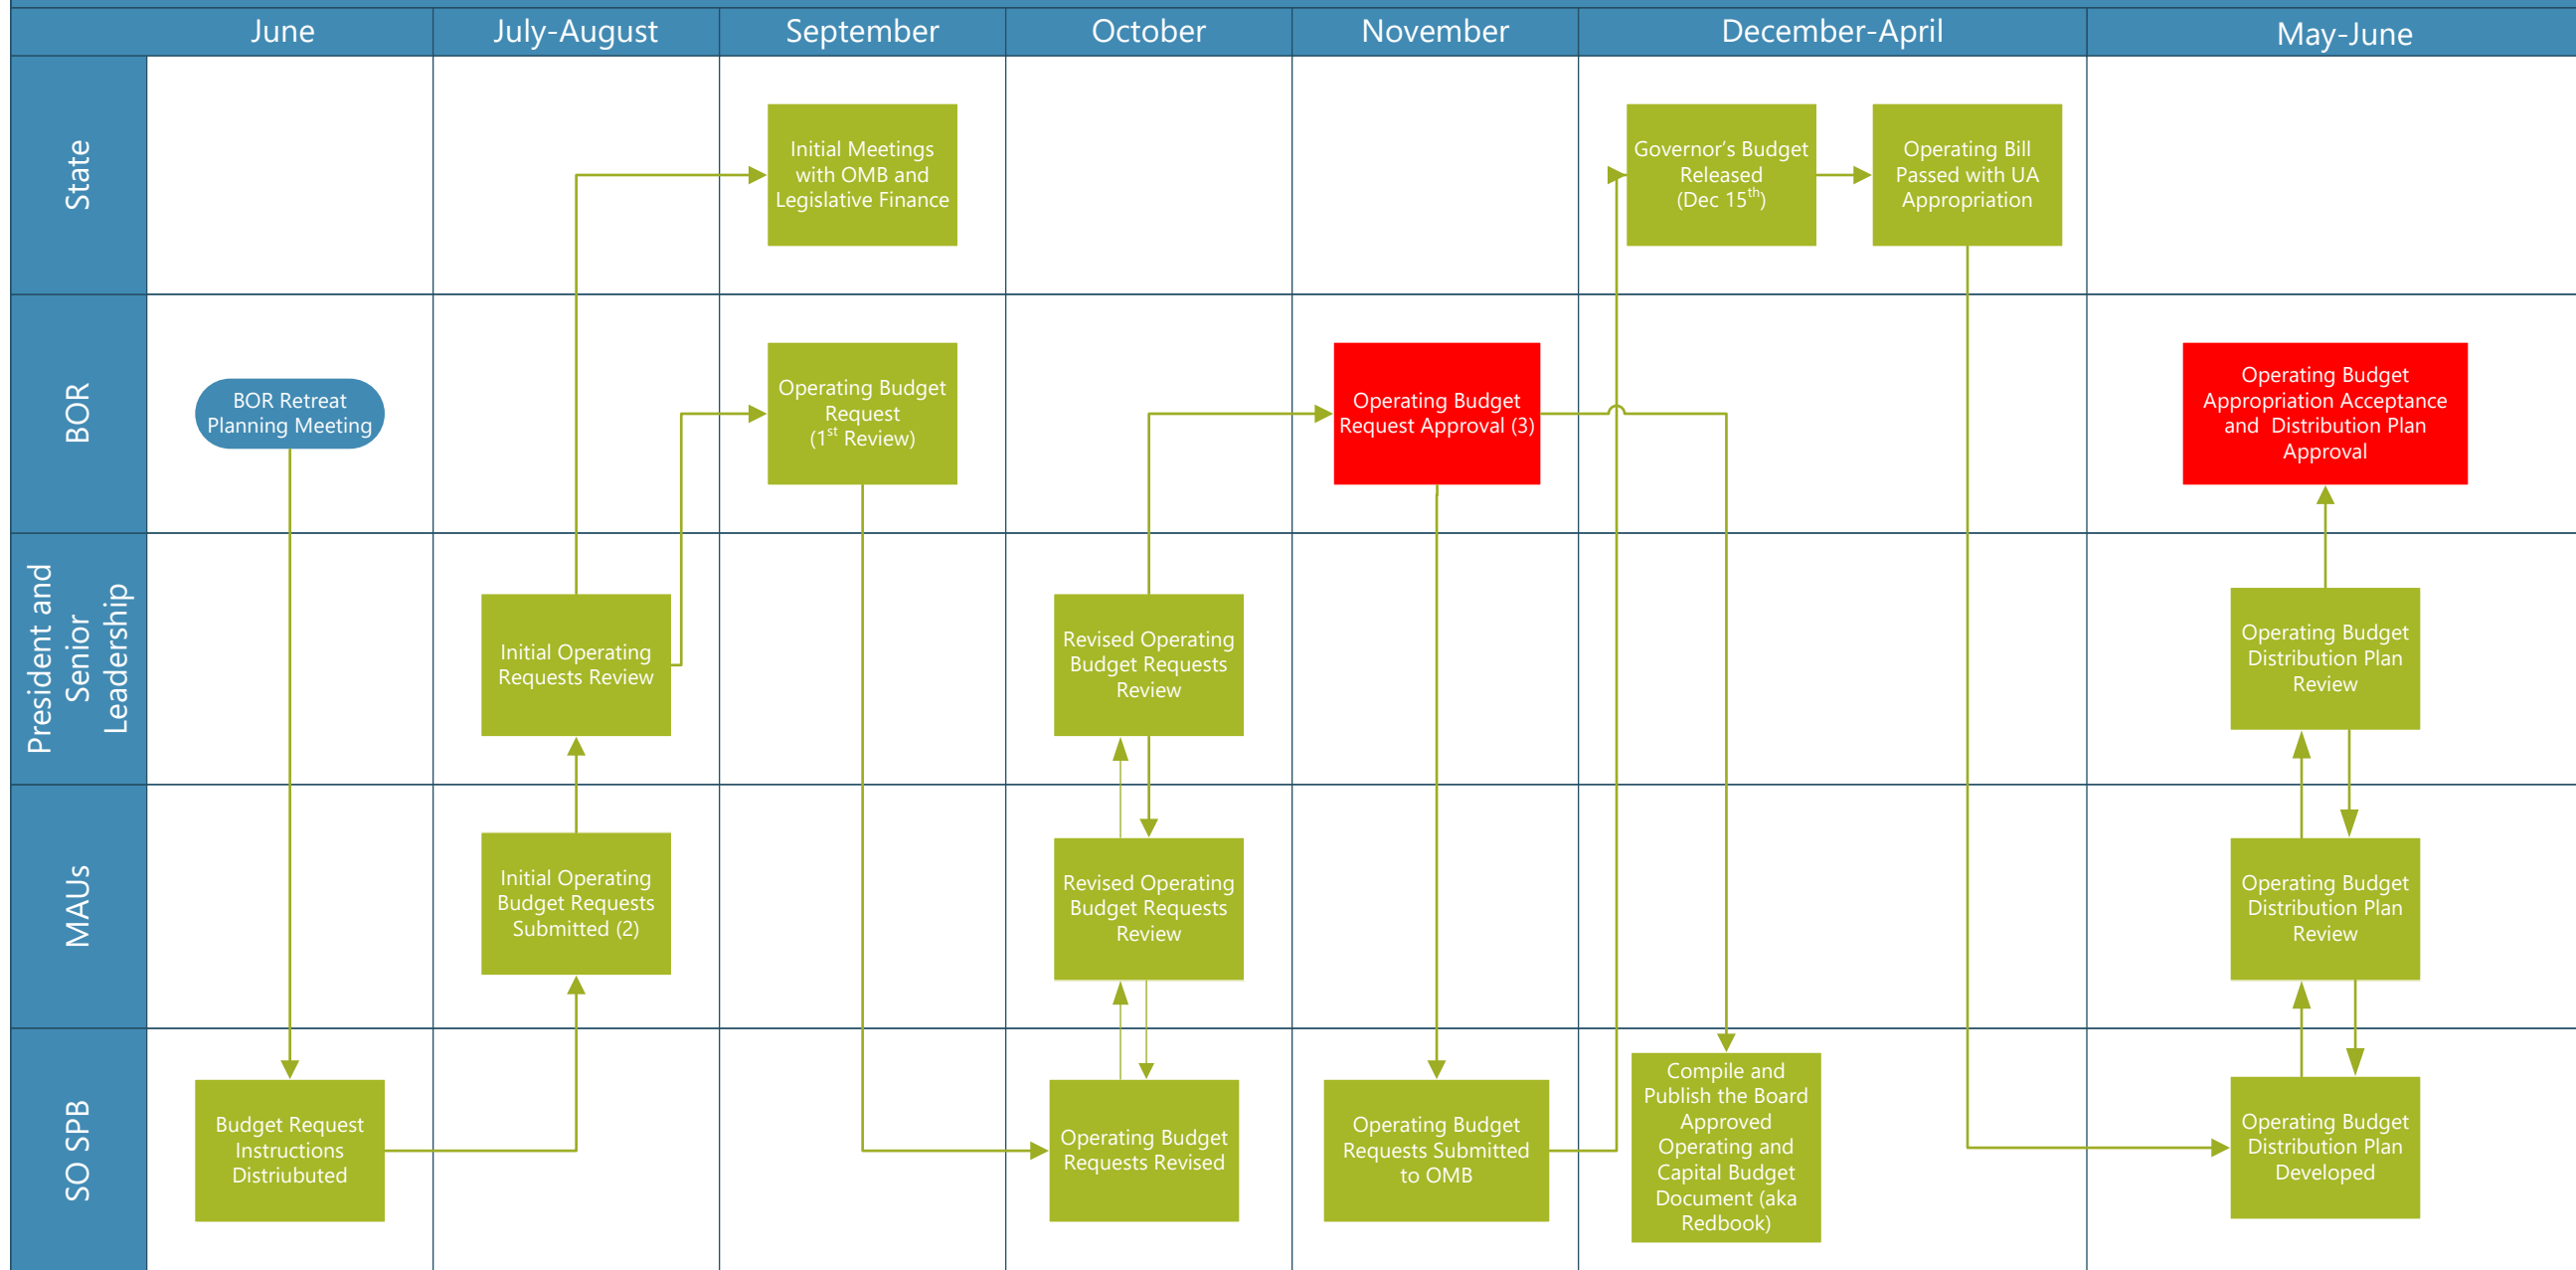 June
July-August
September
October
November
December-April
May-June
State
Initial Meetings
with OMB and
Legislative Finance
Governor's Budget
Released
(Dec 15th)
Operating Bill
Passed with UA
Appropriation
BOR
BOR Retreat
Planning Meeting
Operating Budget
Request
(1st Review)
Operating Budget
Request Approval (3)
Operating Budget
Appropriation Acceptance
and Distribution Plan
Approval
President and
Senior
Leadership
Initial Operating
Requests Review
Revised Operating
Budget Requests
Review
Operating Budget
Distribution Plan
Review
MAUs
Initial Operating
Budget Requests
Submitted (2)
Revised Operating
Budget Requests
Review
Operating Budget
Distribution Plan
Review
SO SPB
Budget Request
Instructions
Distriubuted
Operating Budget
Requests Revised
Operating Budget
Requests Submitted
to OMB
Compile and
Publish the Board
Approved
Operating and
Capital Budget
Document (aka
Redbook)
Operating Budget
Distribution Plan
Developed